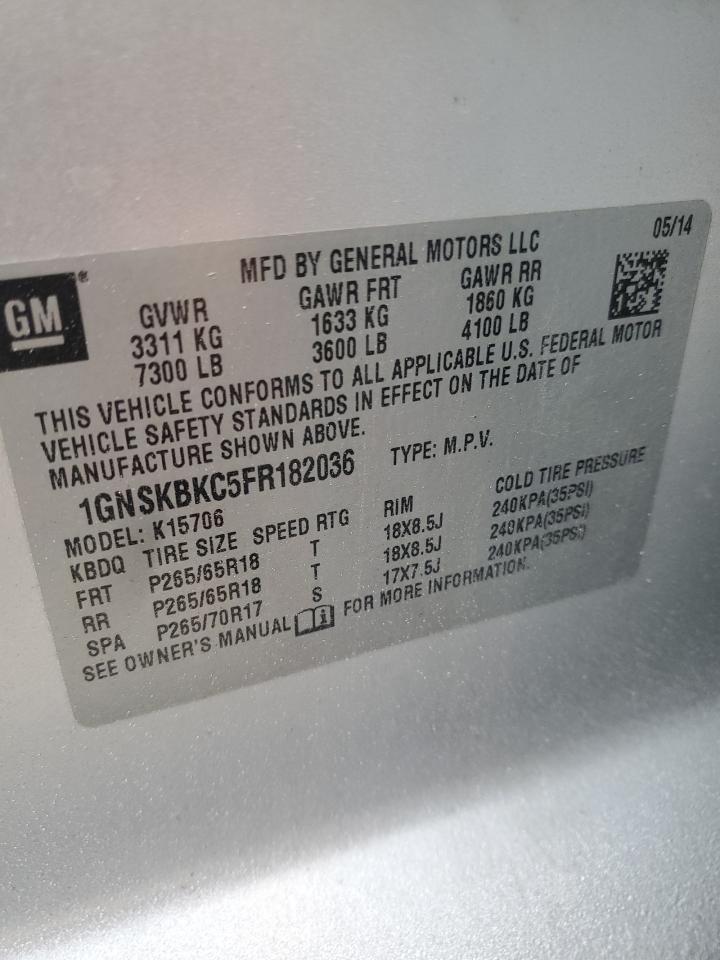 05/14
MFD BY GENERAL MOTORS LLC
GM®
GVWR GAWR FRT GAWR RR
3311 KG 1633 KG 1860 KG
7300 LB 3600 LB 4100 LB
THIS VEHICLE CONFORMS TO ALL APPLICABLE U.S. FEDERAL MOTOR
VEHICLE SAFETY STANDARDS IN EFFECT ON THE DATE OF
MANUFACTURE SHOWN ABOVE.
1GNSKBKC5FR182036 TYPE: M.P.V.
MODEL: K15706
KBDQ TIRE SIZE SPEED RTG RIM COLD TIRE PRESSURE
FRT P265/65R18 T 18X8.5J 240KPA(35PSI)
RR P265/65R18 T 18X8.5J 240KPA(35PSI)
SPA P265/70R17 S 17X7.5J 240KPA(35PSI)
SEE OWNER'S MANUAL FOR MORE INFORMATION.